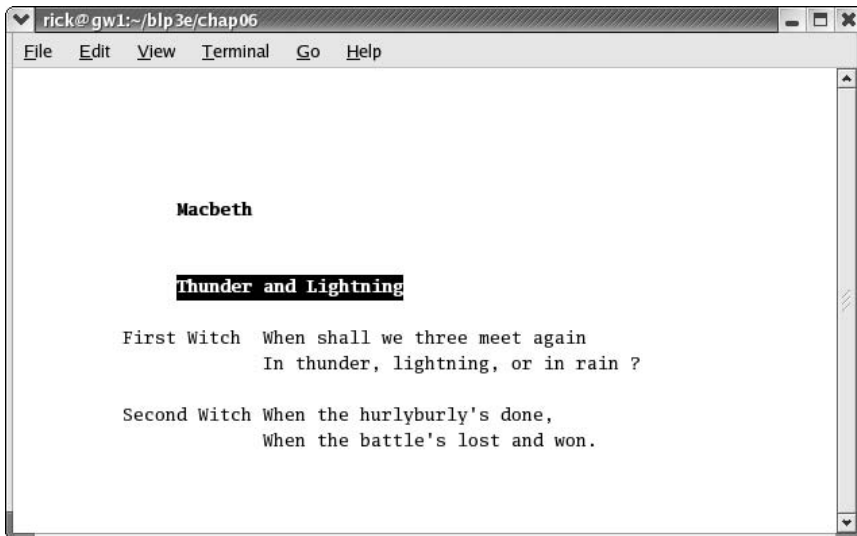 rick@gw1:~/blp3e/chap06
File Edit View Terminal Go Help
Macbeth
Thunder and Lightning
First Witch When shall we three meet again
In thunder, lightning, or in rain ?
Second Witch When the hurlyburly's done,
When the battle's lost and won.